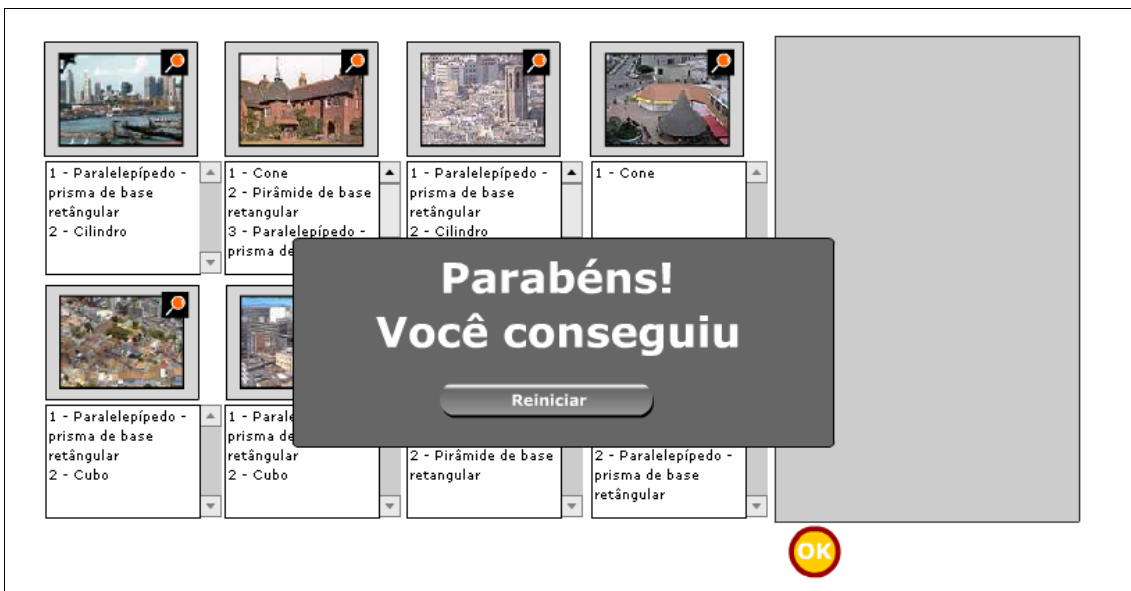 1 - Paralelepípedo -
prisma de base
retângular
2 - Cilindro
1 - Cone
2 - Pirâmide de base
retangular
3 - Paralelepípedo -
prisma de
1 - Paralelepípedo -
prisma de base
retângular
2 - Cilindro
1 - Cone
Parabéns!
Você conseguiu
Reiniciar
1 - Paralelepípedo -
prisma de base
retângular
2 - Cubo
1 - Parale
prisma de
retângular
2 - Cubo
2 - Pirâmide de base
retangular
2 - Paralelepípedo -
prisma de base
retângular
OK